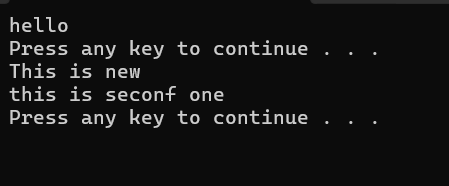 hello
Press any key to continue . . .
This is new
this is seconf one
Press any key to continue . . .